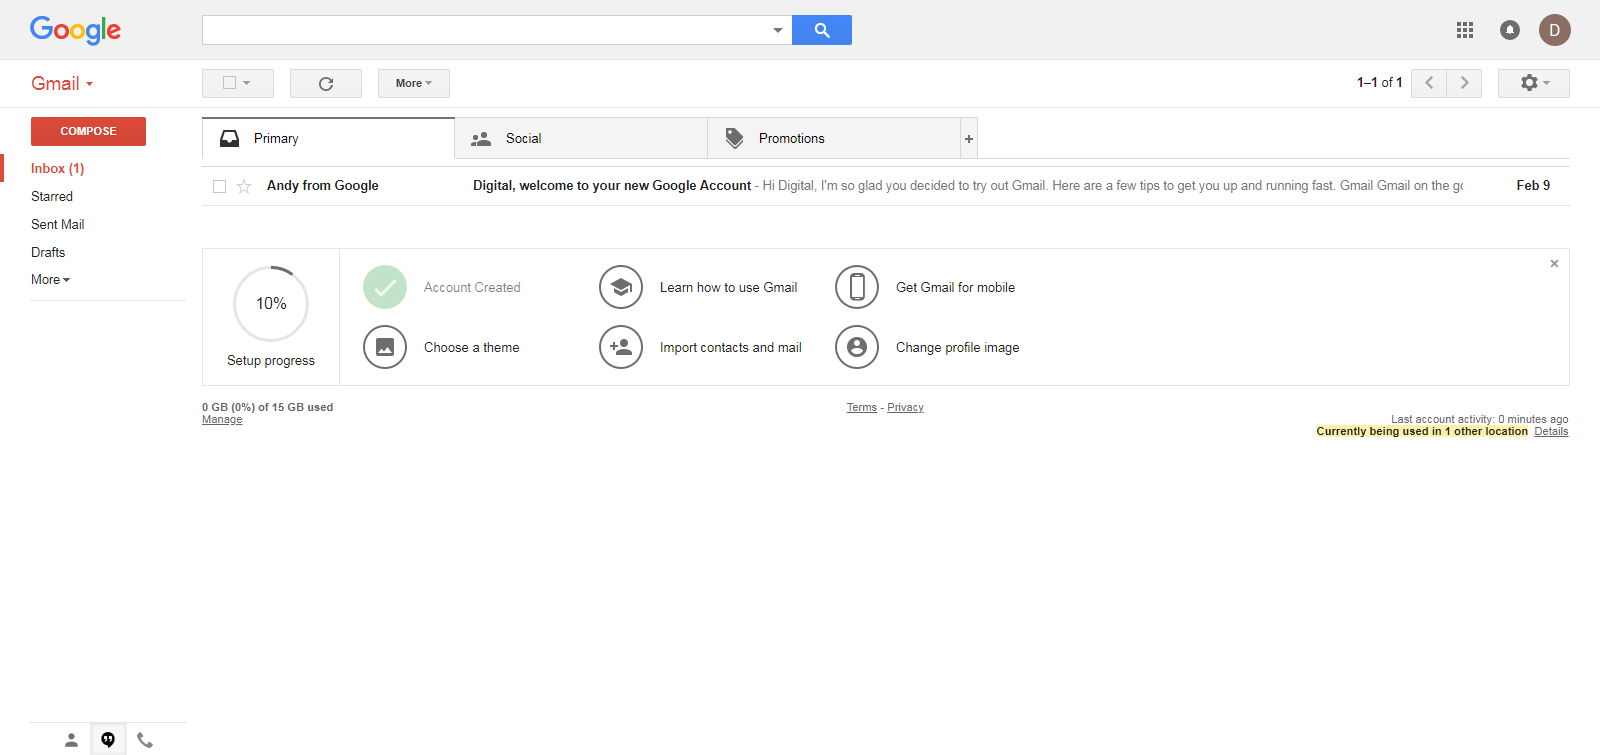 Google
D
Gmail
More
1–1 of 1
COMPOSE
Inbox (1)
Starred
Sent Mail
Drafts
More
Primary
Social
Promotions
+
Andy from Google
Digital, welcome to your new Google Account - Hi Digital, I'm so glad you decided to try out Gmail. Here are a few tips to get you up and running fast. Gmail Gmail on the
Feb 9
10%
Setup progress
Account Created
Learn how to use Gmail
Get Gmail for mobile
Choose a theme
Import contacts and mail
Change profile image
0 GB (0%) of 15 GB used
Manage
Terms - Privacy
Last account activity: 0 minutes ago
Currently being used in 1 other location Details